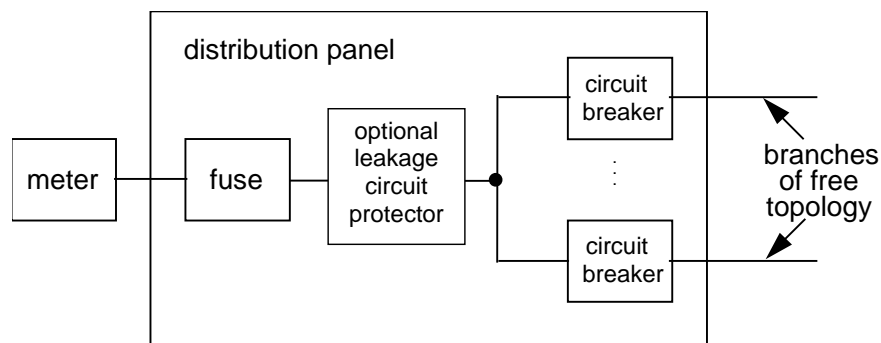 distribution panel
meter
fuse
optional
leakage
circuit
protector
circuit
breaker
circuit
breaker
branches
of free
topology